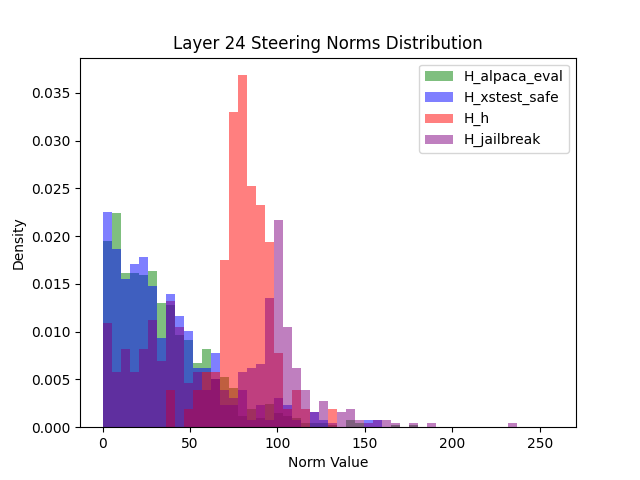 Layer 24 Steering Norms Distribution
H_alpaca_eval
H_xstest_safe
H_h
H_jailbreak
0.035
0.030
0.025
0.020
0.015
0.010
0.005
0.000
Density
0 50 100 150 200 250
Norm Value